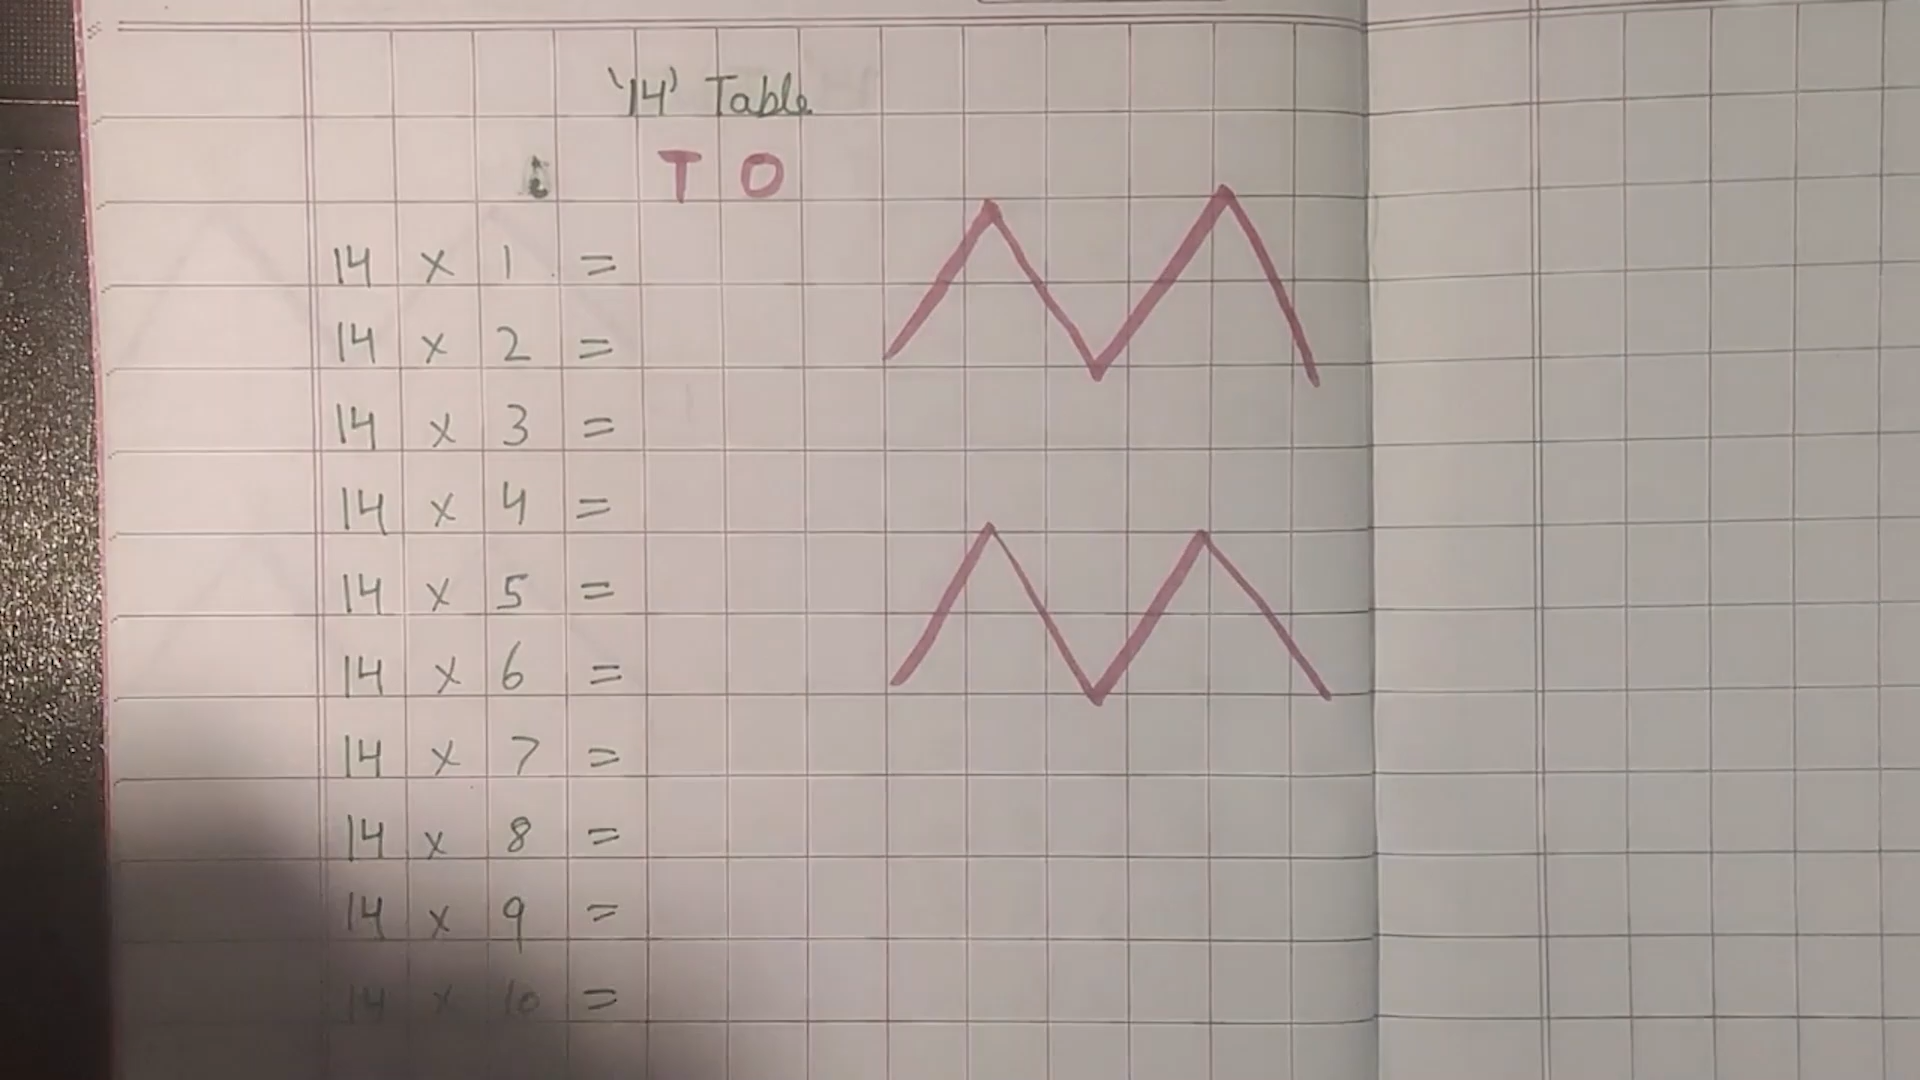 '14' Table
T O
14 × 1 =
14 × 2 =
14 × 3 =
14 × 4 =
14 × 5 =
14 × 6 =
14 × 7 =
14 × 8 =
14 × 9 =
14 × 10 =